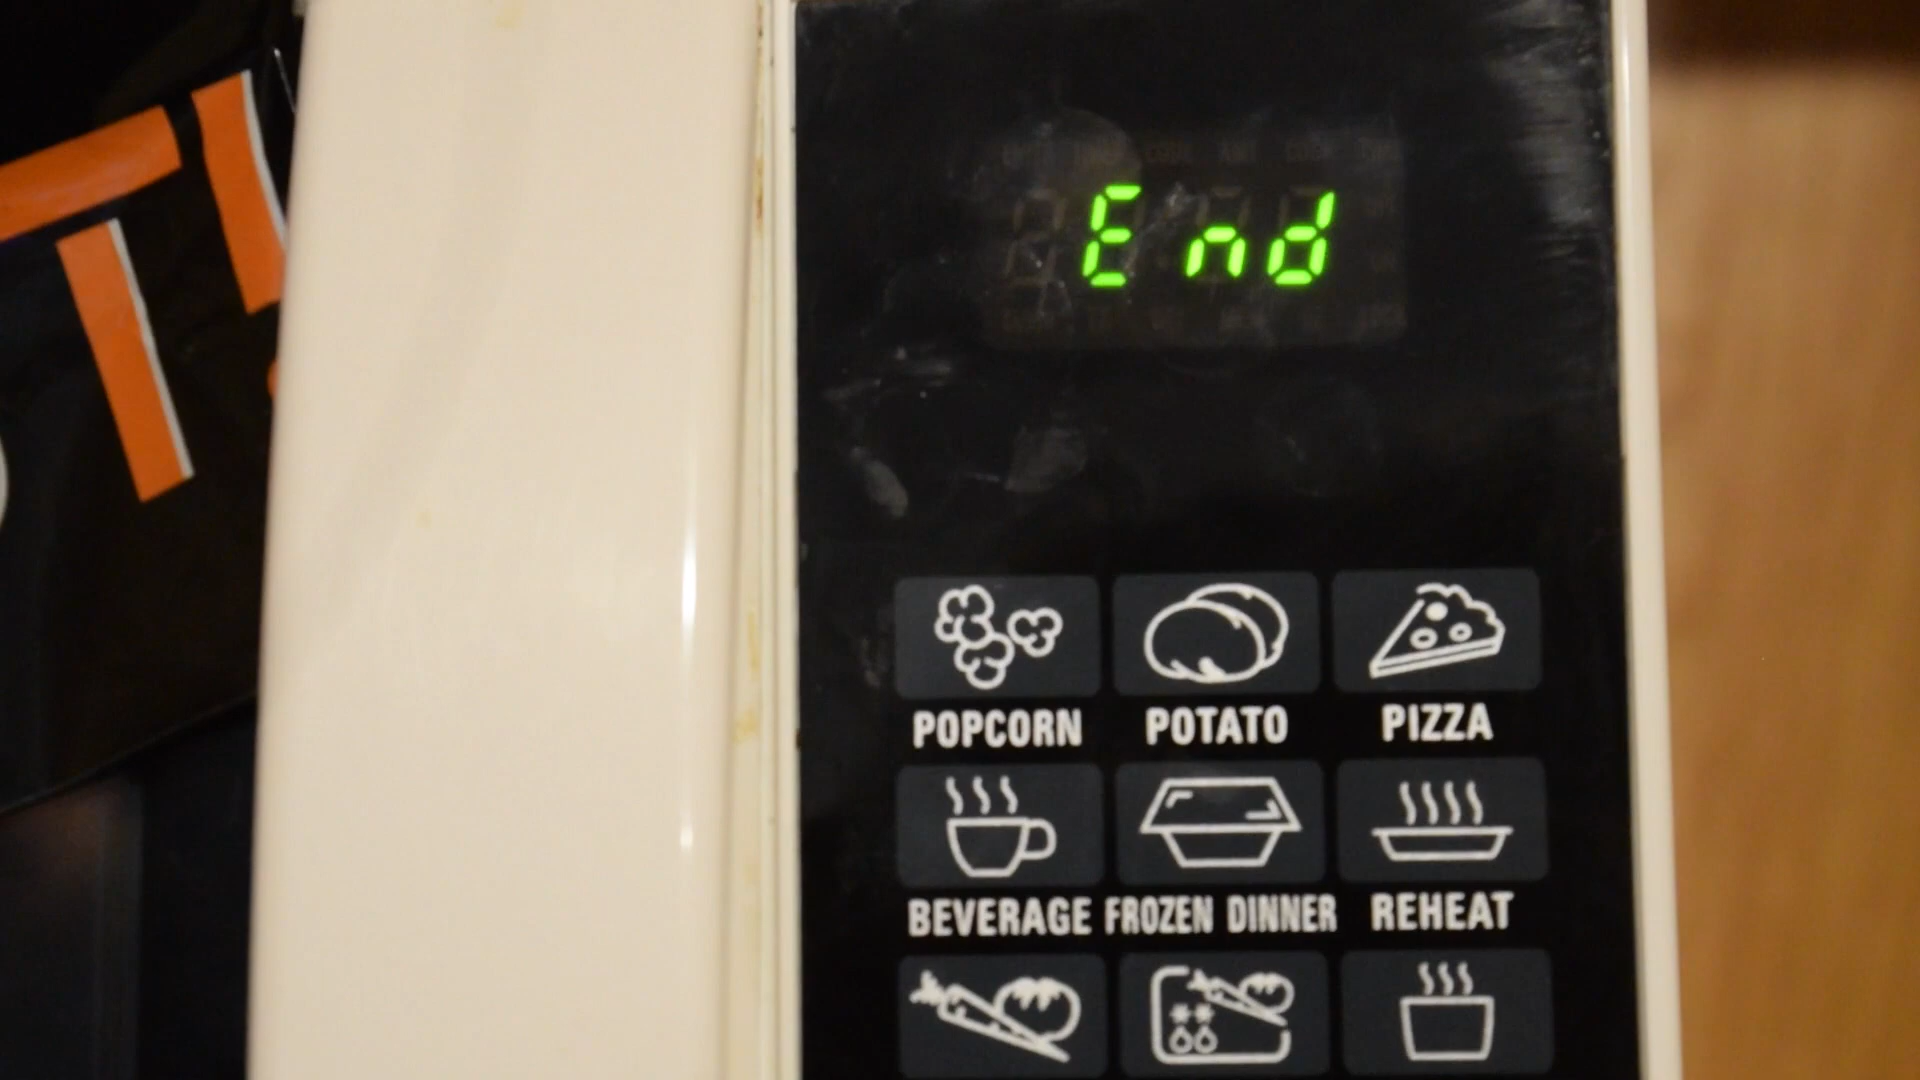 End
POPCORN POTATO PIZZA
BEVERAGE FROZEN DINNER REHEAT